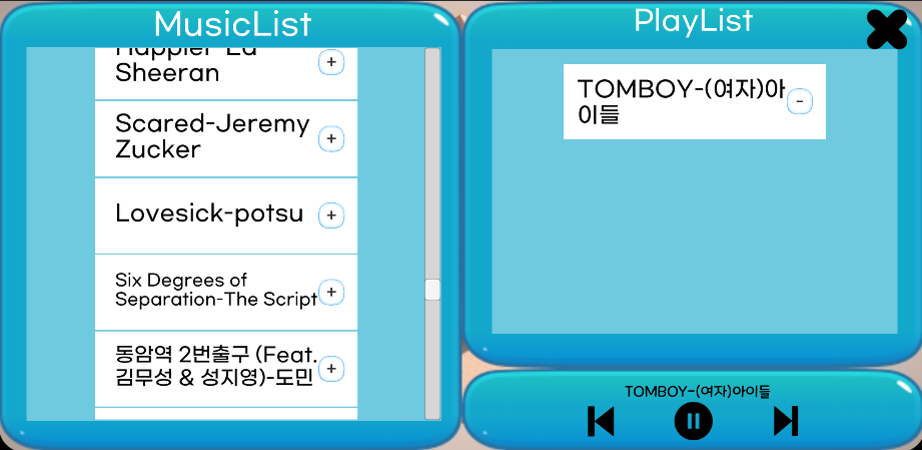 MusicList
Happier-Ed
Sheeran
+
Scared-Jeremy
Zucker
+
Lovesick-potsu
+
Six Degrees of
Separation-The Script
+
동암역 2번출구 (Feat.
김무성 & 성지영)-도민
+
PlayList
TOMBOY-(여자)아
이들
-
TOMBOY-(여자)아이들